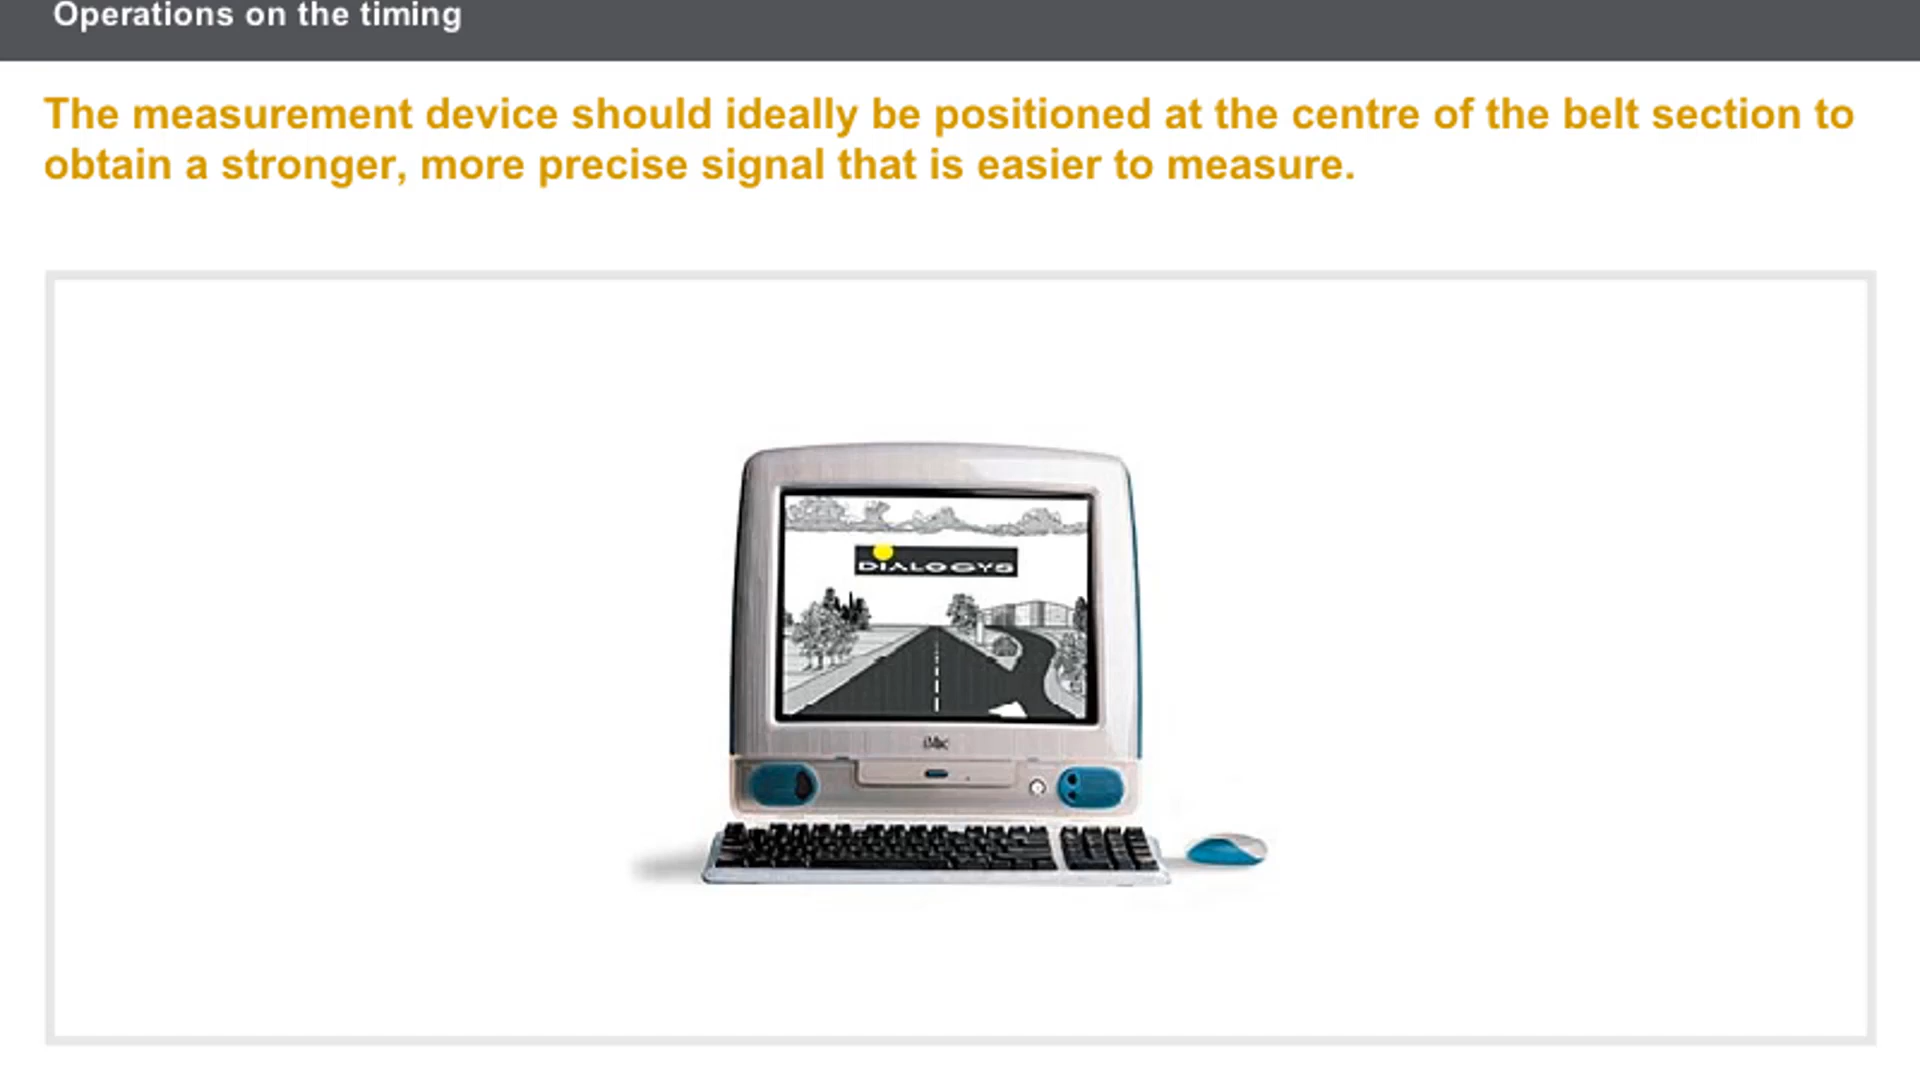 Operations on the timing
The measurement device should ideally be positioned at the centre of the belt section to
obtain a stronger, more precise signal that is easier to measure.
DIALOGYS
iMac